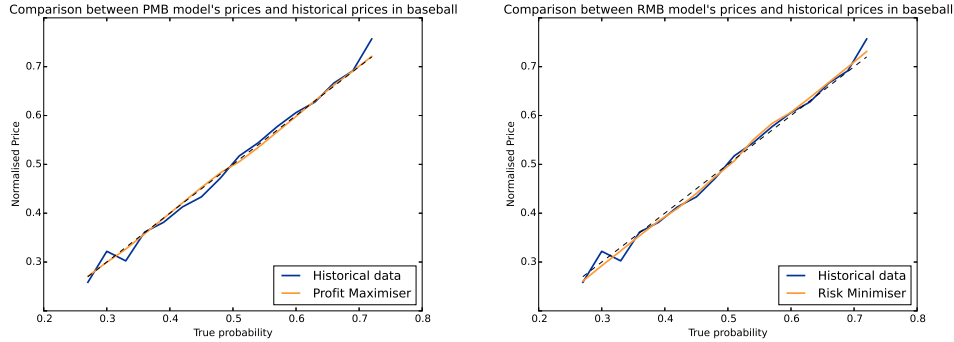 Comparison between PMB model's prices and historical prices in baseball
Normalised Price
0.7
0.6
0.5
0.4
0.3
0.2
0.3
0.4
0.5
0.6
0.7
0.8
True probability
Historical data
Profit Maximiser
Comparison between RMB model's prices and historical prices in baseball
Normalised Price
0.7
0.6
0.5
0.4
0.3
0.2
0.3
0.4
0.5
0.6
0.7
0.8
True probability
Historical data
Risk Minimiser